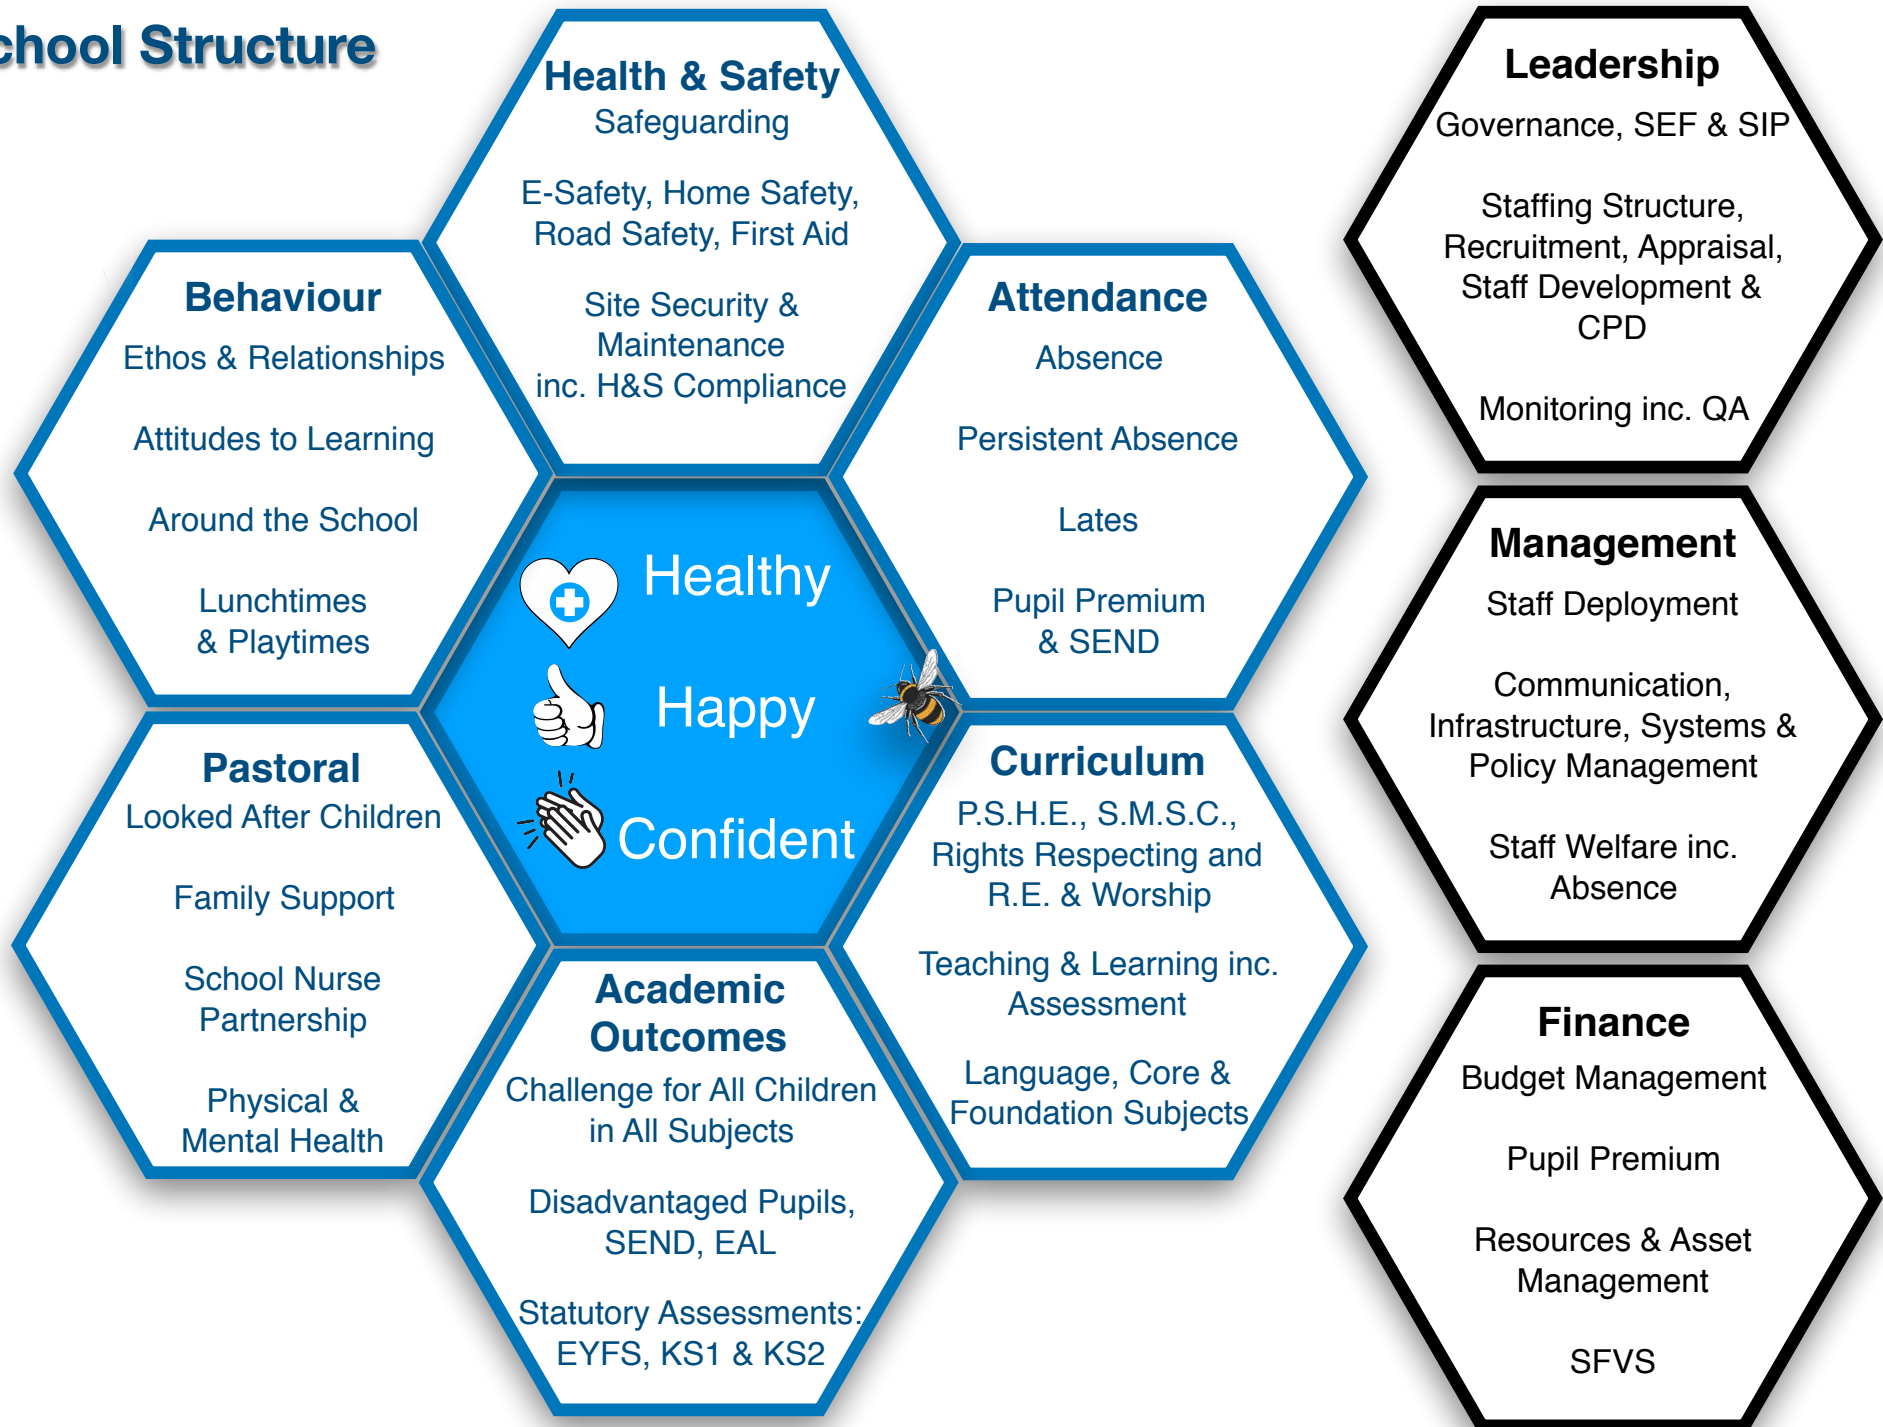 chool Structure
Health & Safety
Safeguarding
E-Safety, Home Safety,
Road Safety, First Aid
Site Security &
Maintenance
inc. H&S Compliance
Behaviour
Ethos & Relationships
Attitudes to Learning
Around the School
Lunchtimes
& Playtimes
Attendance
Absence
Persistent Absence
Lates
Pupil Premium
& SEND
Healthy
Happy
Confident
Pastoral
Looked After Children
Family Support
School Nurse
Partnership
Physical &
Mental Health
Curriculum
P.S.H.E., S.M.S.C.,
Rights Respecting and
R.E. & Worship
Teaching & Learning inc.
Assessment
Language, Core &
Foundation Subjects
Academic
Outcomes
Challenge for All Children
in All Subjects
Disadvantaged Pupils,
SEND, EAL
Statutory Assessments:
EYFS, KS1 & KS2
Leadership
Governance, SEF & SIP
Staffing Structure,
Recruitment, Appraisal,
Staff Development &
CPD
Monitoring inc. QA
Management
Staff Deployment
Communication,
Infrastructure, Systems &
Policy Management
Staff Welfare inc.
Absence
Finance
Budget Management
Pupil Premium
Resources & Asset
Management
SFVS